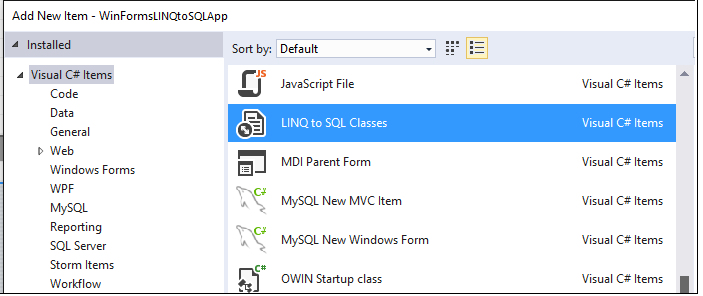 Add New Item - WinFormsLINQtoSQLApp
Installed
Visual C# Items
Code
Data
General
Web
Windows Forms
WPF
MySQL
Reporting
SQL Server
Storm Items
Workflow
Sort by: Default
JS JavaScript File Visual C# Items
LINQ to SQL Classes Visual C# Items
MDI Parent Form Visual C# Items
C# MySQL New MVC Item Visual C# Items
C# MySQL New Windows Form Visual C# Items
C# OWIN Startup class Visual C# Items